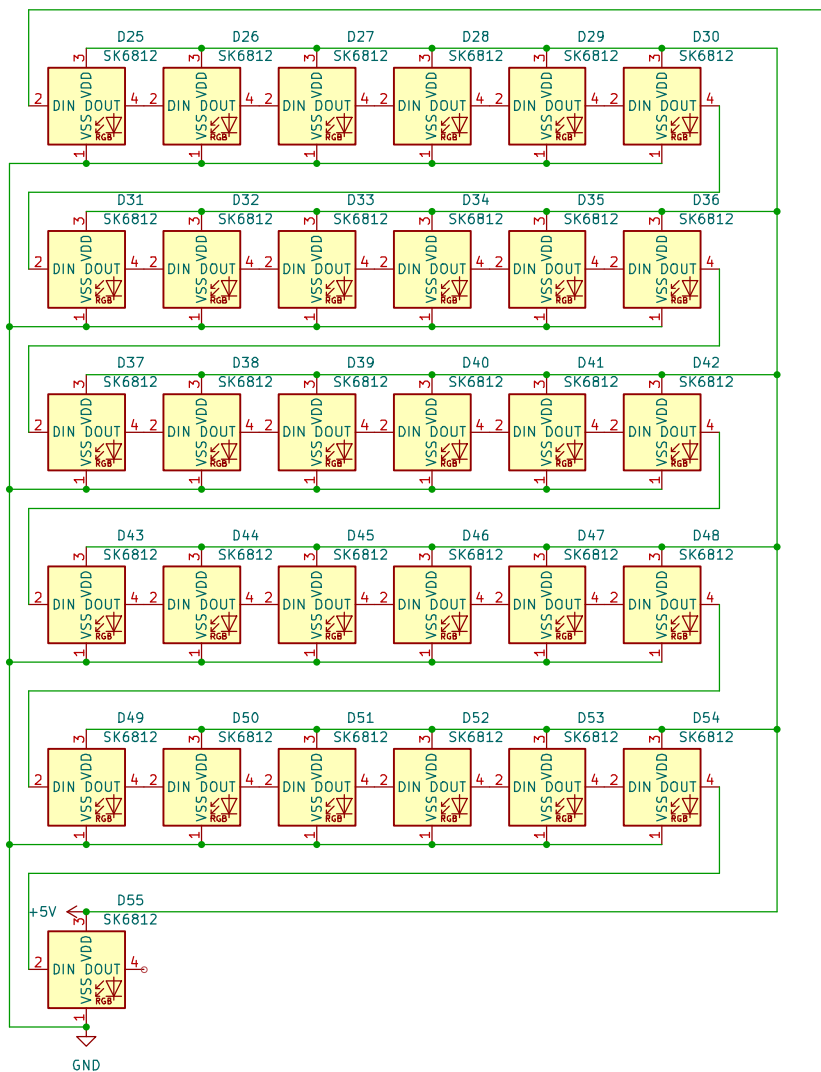 D25 D26 D27 D28 D29 D30
SK6812 SK6812 SK6812 SK6812 SK6812 SK6812
3 3 3 3 3 3
VDD VDD VDD VDD VDD VDD
2 DIN DOUT 4 2 DIN DOUT 4 2 DIN DOUT 4 2 DIN DOUT 4 2 DIN DOUT 4 2 DIN DOUT 4
VSS VSS VSS VSS VSS VSS
RGB RGB RGB RGB RGB RGB
1 1 1 1 1 1
D31 D32 D33 D34 D35 D36
SK6812 SK6812 SK6812 SK6812 SK6812 SK6812
3 3 3 3 3 3
VDD VDD VDD VDD VDD VDD
2 DIN DOUT 4 2 DIN DOUT 4 2 DIN DOUT 4 2 DIN DOUT 4 2 DIN DOUT 4 2 DIN DOUT 4
VSS VSS VSS VSS VSS VSS
RGB RGB RGB RGB RGB RGB
1 1 1 1 1 1
D37 D38 D39 D40 D41 D42
SK6812 SK6812 SK6812 SK6812 SK6812 SK6812
3 3 3 3 3 3
VDD VDD VDD VDD VDD VDD
2 DIN DOUT 4 2 DIN DOUT 4 2 DIN DOUT 4 2 DIN DOUT 4 2 DIN DOUT 4 2 DIN DOUT 4
VSS VSS VSS VSS VSS VSS
RGB RGB RGB RGB RGB RGB
1 1 1 1 1 1
D43 D44 D45 D46 D47 D48
SK6812 SK6812 SK6812 SK6812 SK6812 SK6812
3 3 3 3 3 3
VDD VDD VDD VDD VDD VDD
2 DIN DOUT 4 2 DIN DOUT 4 2 DIN DOUT 4 2 DIN DOUT 4 2 DIN DOUT 4 2 DIN DOUT 4
VSS VSS VSS VSS VSS VSS
RGB RGB RGB RGB RGB RGB
1 1 1 1 1 1
D49 D50 D51 D52 D53 D54
SK6812 SK6812 SK6812 SK6812 SK6812 SK6812
3 3 3 3 3 3
VDD VDD VDD VDD VDD VDD
2 DIN DOUT 4 2 DIN DOUT 4 2 DIN DOUT 4 2 DIN DOUT 4 2 DIN DOUT 4 2 DIN DOUT 4
VSS VSS VSS VSS VSS VSS
RGB RGB RGB RGB RGB RGB
1 1 1 1 1 1
D55
+5V
SK6812
3
VDD
2 DIN DOUT 4
VSS
RGB
1
GND